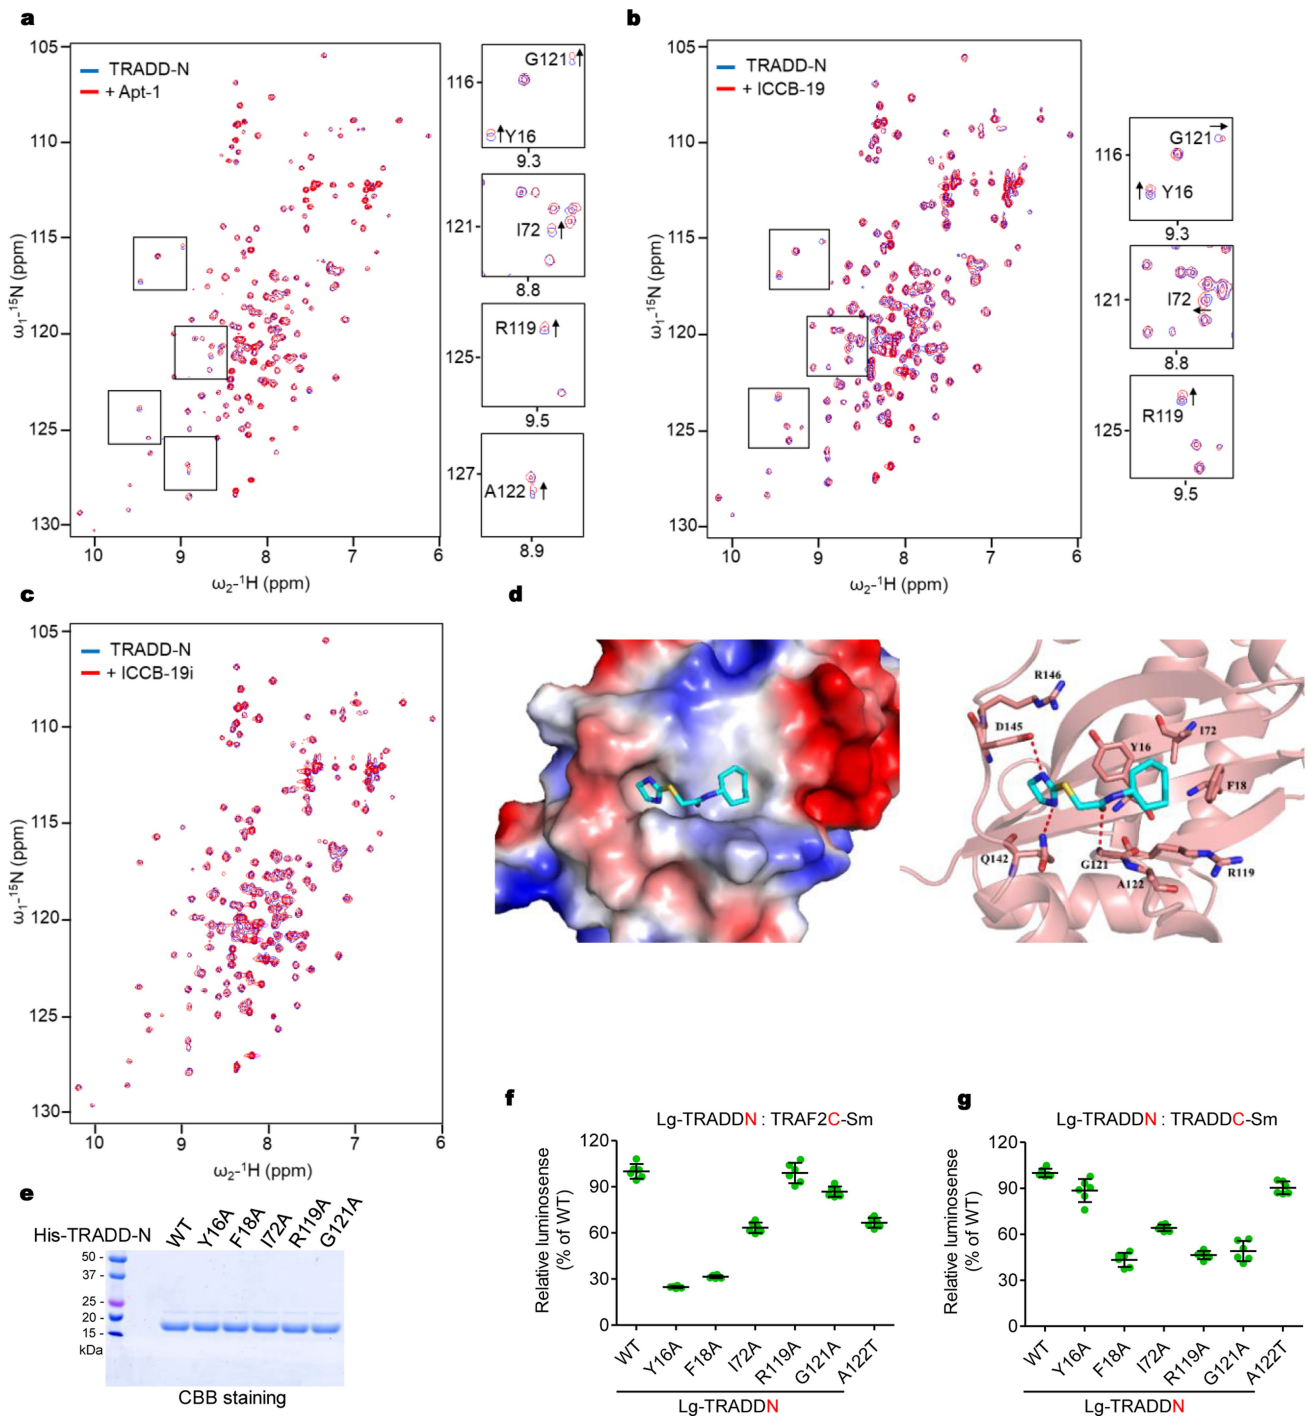 a
TRADD-N
+ Apt-1
105
110
115
120
125
130
10
9
8
7
6
ω1-15N (ppm)
ω2-1H (ppm)
G121
116
Y16
9.3
121
I72
8.8
R119
125
9.5
127
A122
8.9
b
TRADD-N
+ ICCB-19
105
110
115
120
125
130
10
9
8
7
6
ω1-15N (ppm)
ω2-1H (ppm)
G121
116
Y16
9.3
121
I72
8.8
R119
125
9.5
c
TRADD-N
+ ICCB-19i
105
110
115
120
125
130
10
9
8
7
6
ω1-15N (ppm)
ω2-1H (ppm)
d
R146
D145
Y16
I72
F18
Q142
G121
A122
R119
e
His-TRADD-N
WT
Y16A
F18A
I72A
R119A
G121A
50 -
37 -
25 -
20 -
15 -
kDa
CBB staining
f
Lg-TRADDN : TRAF2C-Sm
Relative luminosense
(% of WT)
120
90
60
30
0
WT
Y16A
F18A
I72A
R119A
G121A
A122T
Lg-TRADDN
g
Lg-TRADDN : TRADDC-Sm
Relative luminosense
(% of WT)
120
90
60
30
0
WT
Y16A
F18A
I72A
R119A
G121A
A122T
Lg-TRADDN